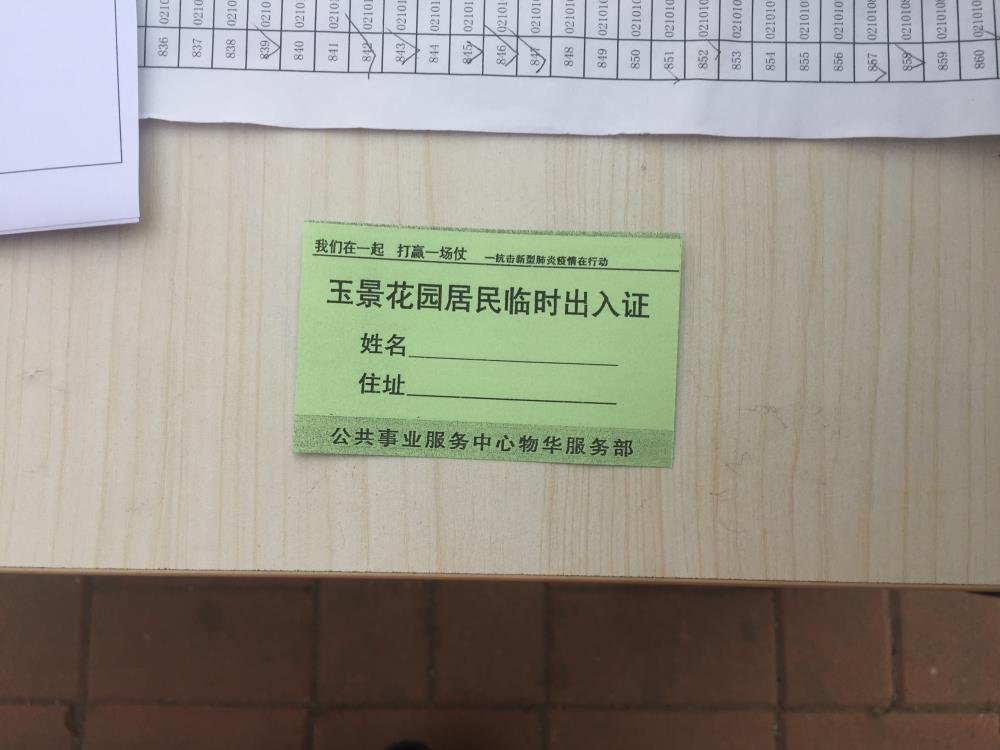 836 837 838 839 840 841 842 843 844 845 846 847 848 849 850 851 852 853 854 855 856 857 858 859 860
我们在一起 打赢一场仗 —抗击新型肺炎疫情在行动
玉景花园居民临时出入证
姓名
住址
公共事业服务中心物华服务部